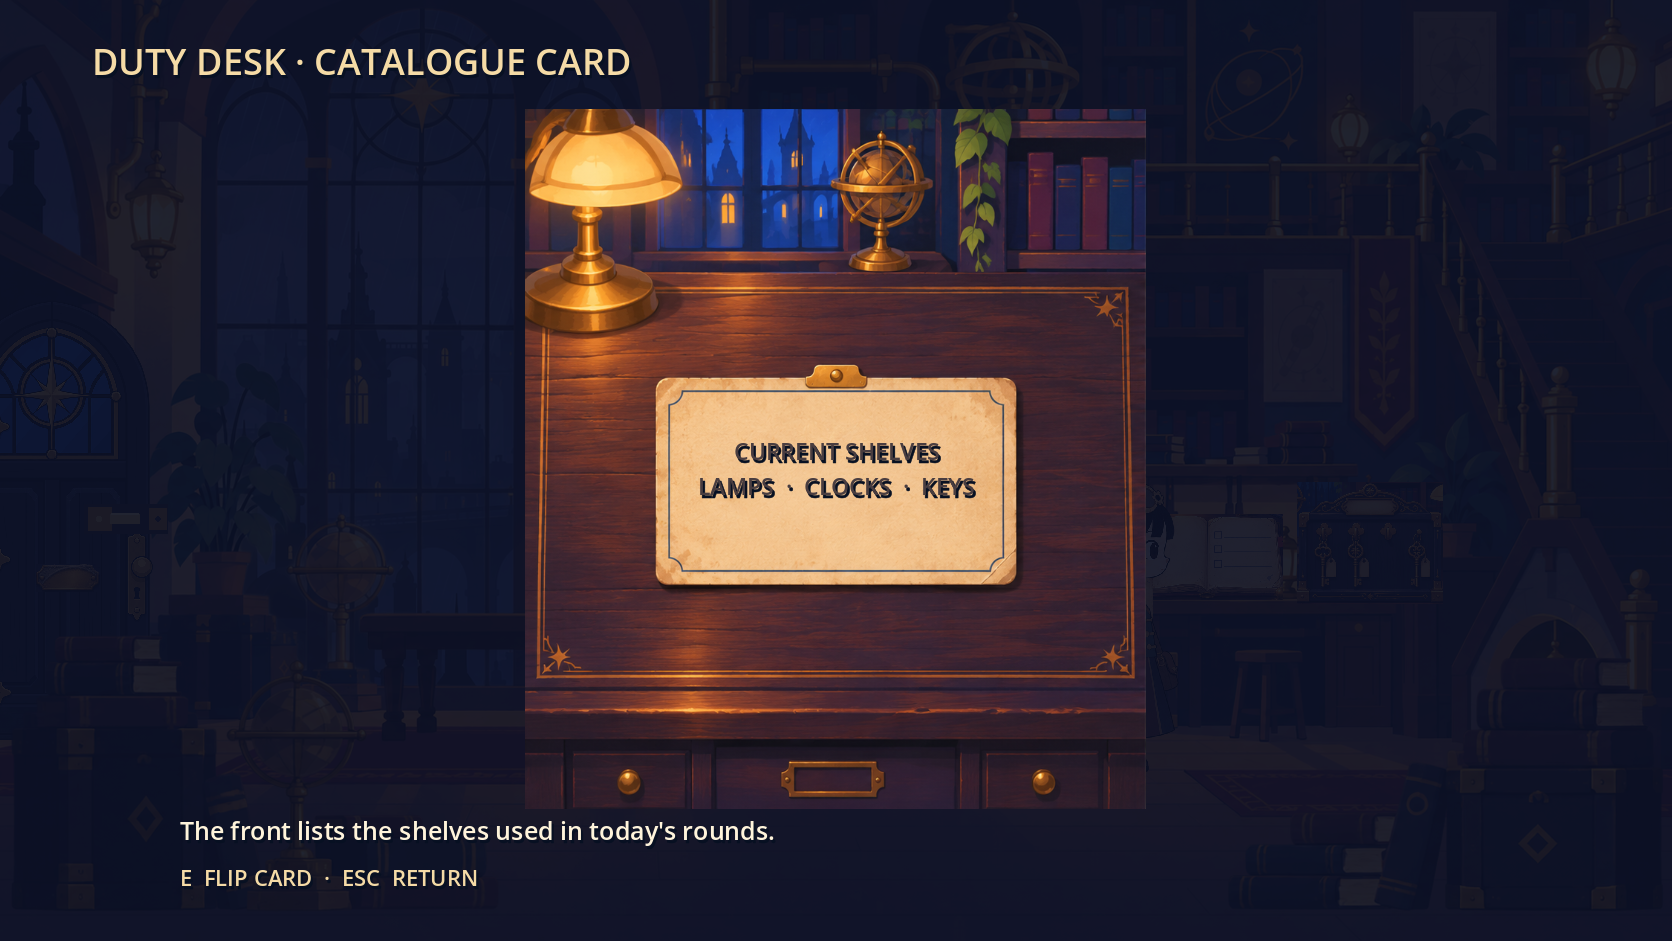 DUTY DESK · CATALOGUE CARD
CURRENT SHELVES
LAMPS · CLOCKS · KEYS
The front lists the shelves used in today's rounds.
E FLIP CARD · ESC RETURN